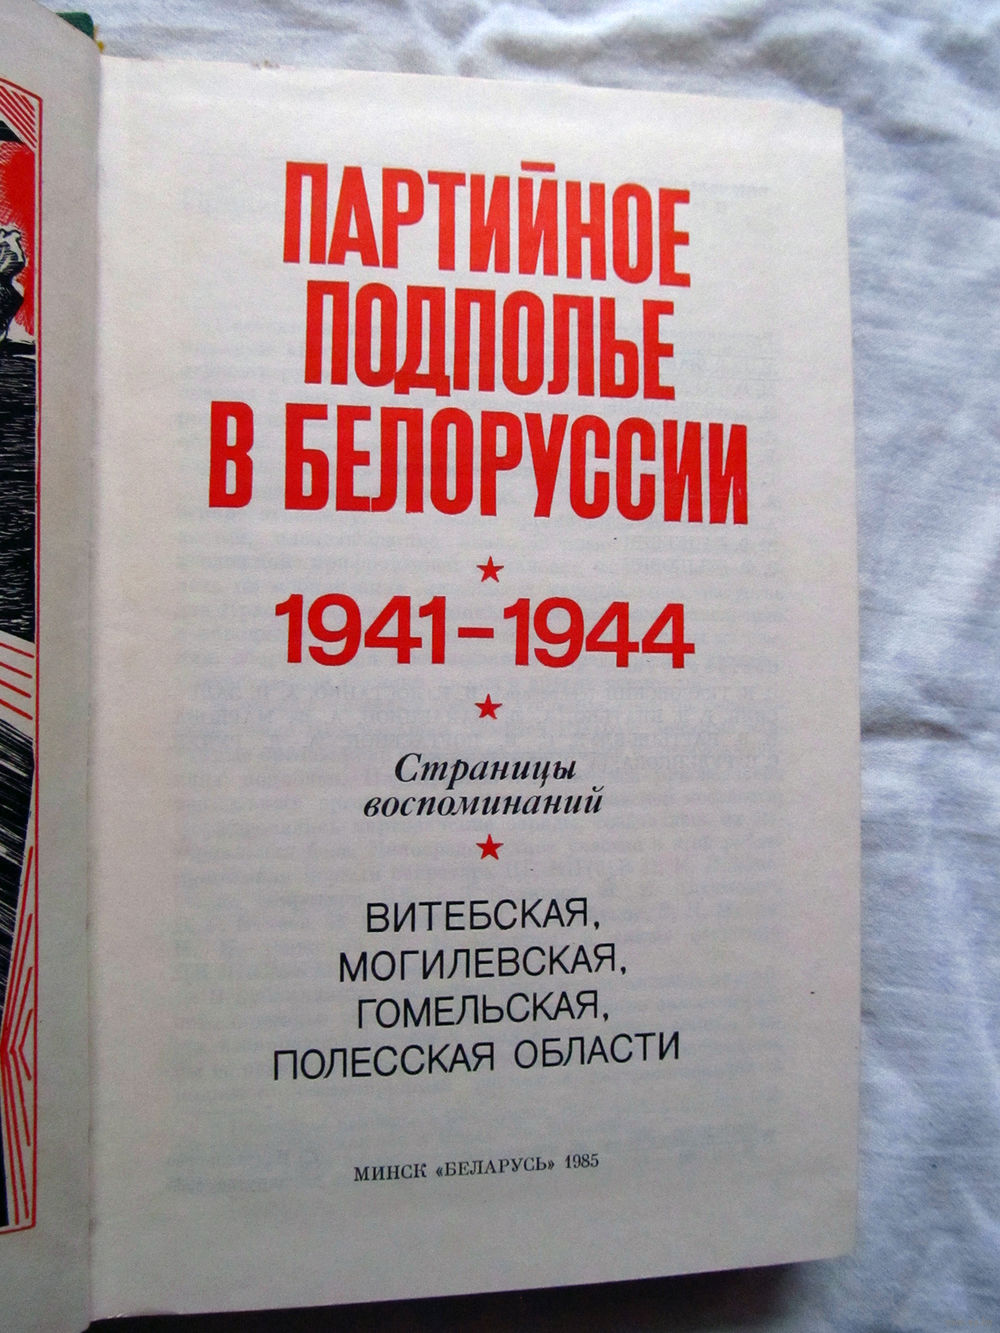 ПАРТИЙНОЕ
ПОДПОЛЬЕ
В БЕЛОРУССИИ
1941–1944
Страницы
воспоминаний
ВИТЕБСКАЯ,
МОГИЛЕВСКАЯ,
ГОМЕЛЬСКАЯ,
ПОЛЕССКАЯ ОБЛАСТИ
МИНСК «БЕЛАРУСЬ» 1985